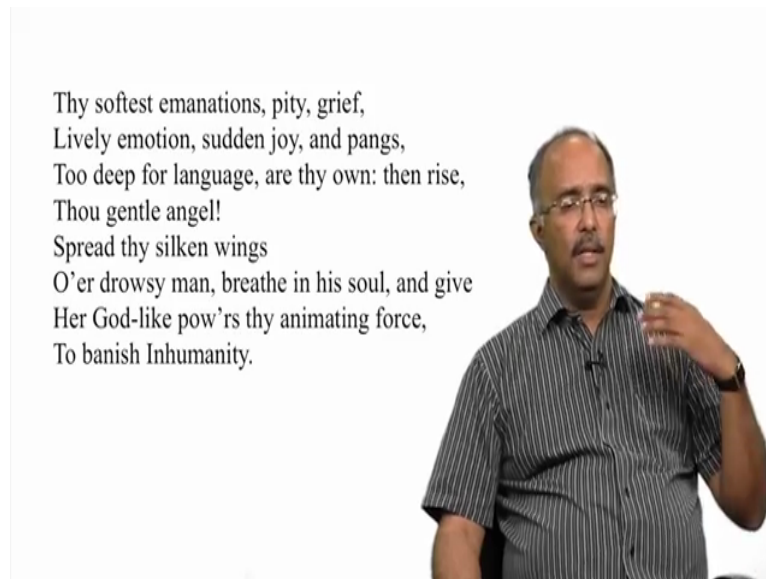 Thy softest emanations, pity, grief,
Lively emotion, sudden joy, and pangs,
Too deep for language, are thy own: then rise,
Thou gentle angel!
Spread thy silken wings
O'er drowsy man, breathe in his soul, and give
Her God-like pow'rs thy animating force,
To banish Inhumanity.